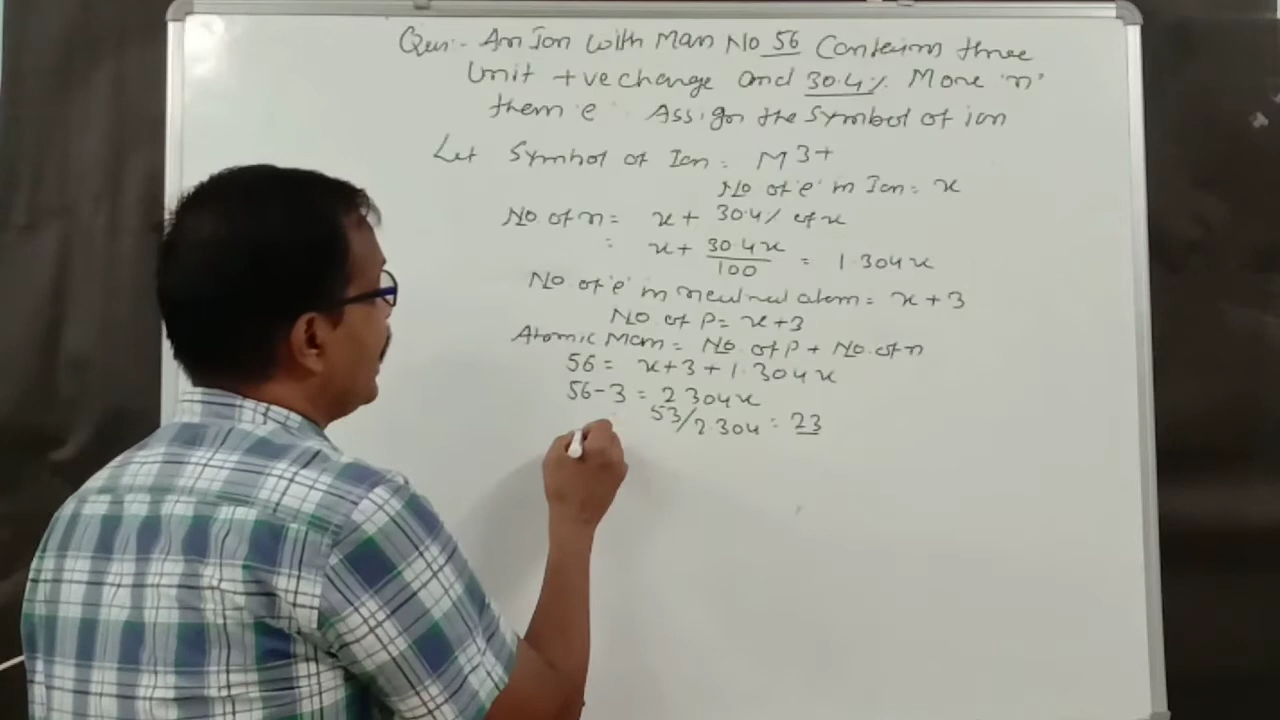 Ques:- An Ion with Mass No 56 Contains three
Unit +ve charge and 30.4% More 'n'
them e Assign the Symbol of ion
Let Symbol of Ion = M3+
No of 'e' in Ion = x
No of n = x + 30.4% of x
= x + 30.4x/100 = 1.304x
No of 'e' in neutral atom = x+3
No of P = x+3
Atomic Mass = No. of P + No. of n
56 = x+3+1.304x
56-3 = 2.304x
53/2.304 = 23